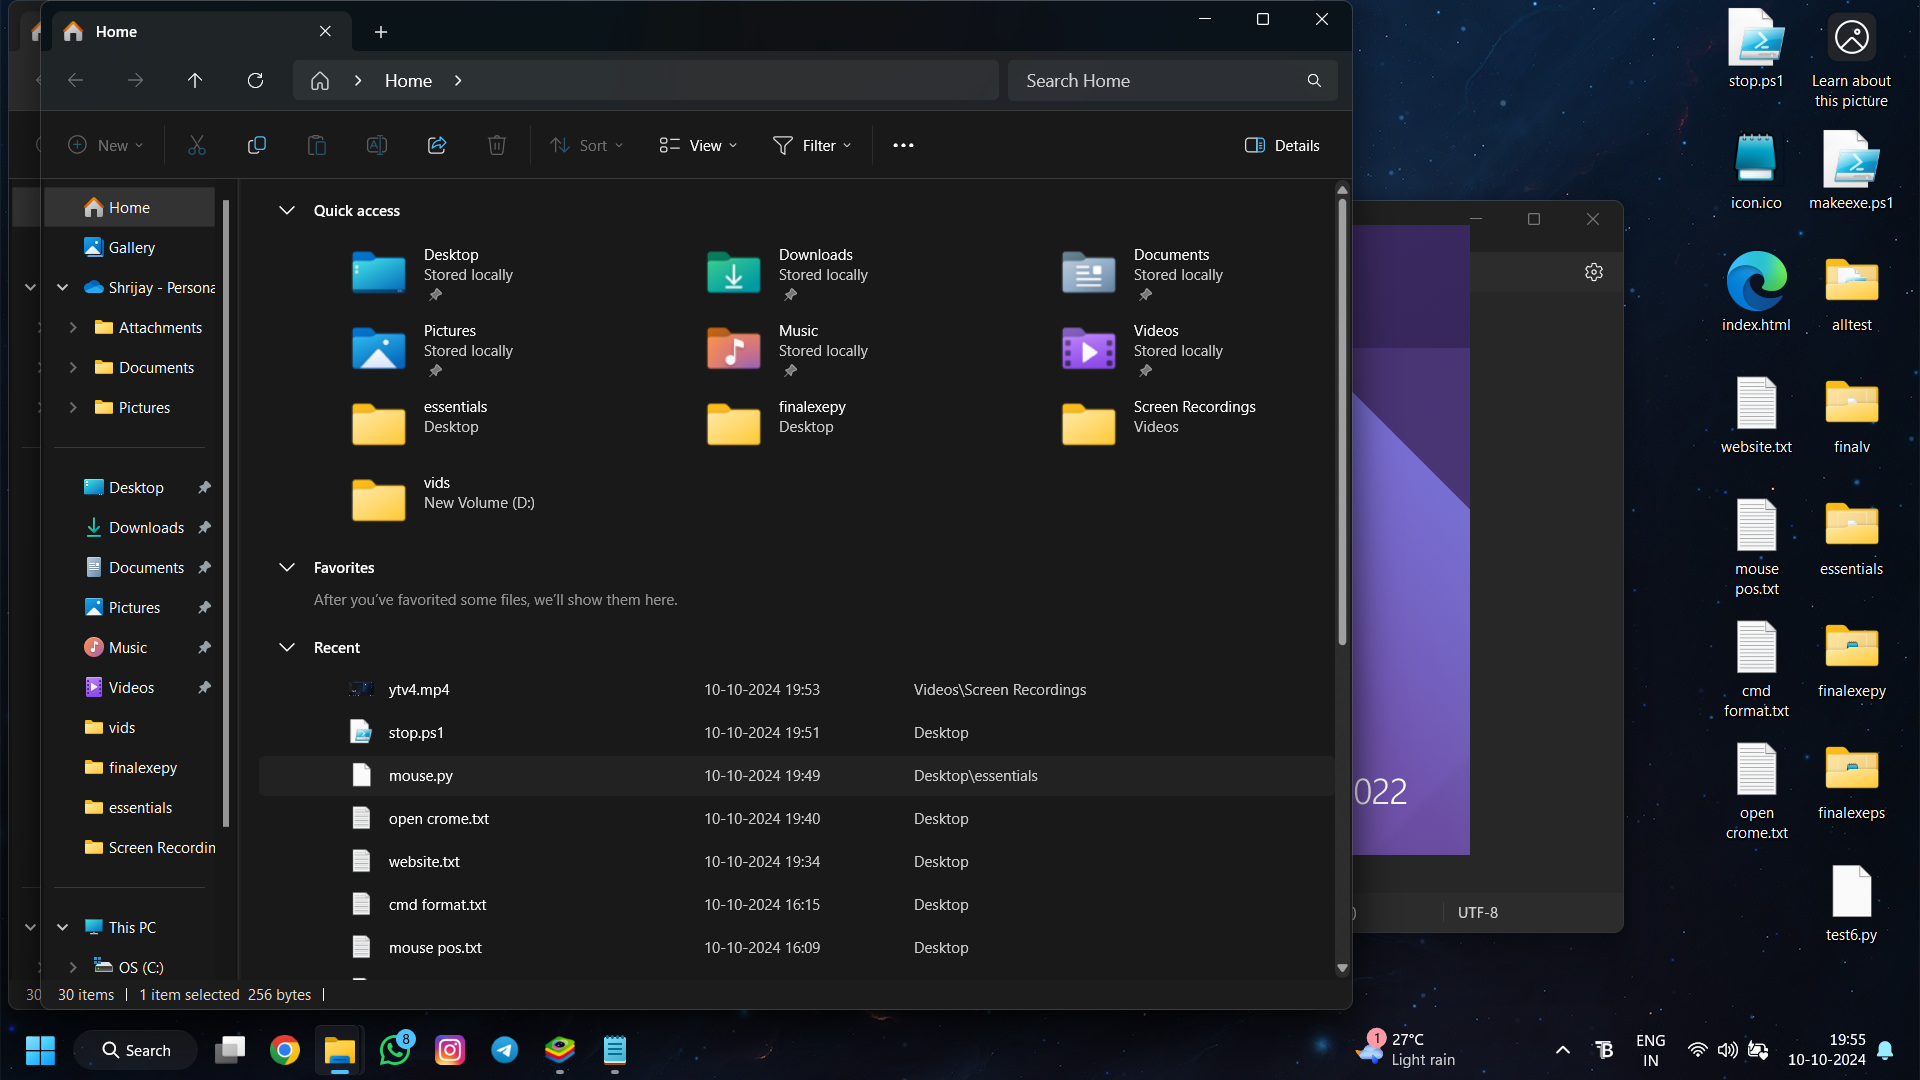 Home
Home
Search Home
New
Sort
View
Filter
Details
Home
Gallery
Shrijay - Persona
Attachments
Documents
Pictures
Desktop
Downloads
Documents
Pictures
Music
Videos
vids
finalexepy
essentials
Screen Recordin
This PC
OS (C:)
Quick access
Desktop
Stored locally
Downloads
Stored locally
Documents
Stored locally
Pictures
Stored locally
Music
Stored locally
Videos
Stored locally
essentials
Desktop
finalexepy
Desktop
Screen Recordings
Videos
vids
New Volume (D:)
Favorites
After you've favorited some files, we'll show them here.
Recent
ytv4.mp4 10-10-2024 19:53 Videos\Screen Recordings
stop.ps1 10-10-2024 19:51 Desktop
mouse.py 10-10-2024 19:49 Desktop\essentials
open crome.txt 10-10-2024 19:40 Desktop
website.txt 10-10-2024 19:34 Desktop
cmd format.txt 10-10-2024 16:15 Desktop
mouse pos.txt 10-10-2024 16:09 Desktop
30
30 items
1 item selected 256 bytes
022
)
UTF-8
stop.ps1
Learn about
this picture
icon.ico
makeexe.ps1
index.html
alltest
website.txt
finalv
mouse
pos.txt
essentials
cmd
format.txt
finalexepy
open
crome.txt
finalexeps
test6.py
Search
8
1
27°C
Light rain
ENG
IN
19:55
10-10-2024